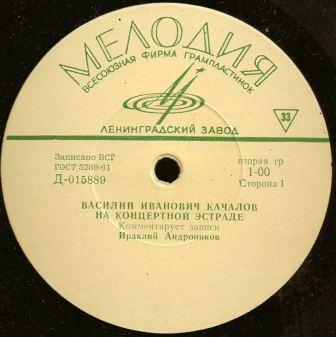 МЕЛОДИЯ
ВСЕСОЮЗНАЯ ФИРМА ГРАМПЛАСТИНОК
33
ЛЕНИНГРАДСКИЙ ЗАВОД
Записано ВСГ
ГОСТ 5289-61
Д-015889
вторая гр
1-00
Сторона 1
ВАСИЛИЙ ИВАНОВИЧ КАЧАЛОВ
НА КОНЦЕРТНОЙ ЭСТРАДЕ
Комментирует записи
Ираклий Андроников